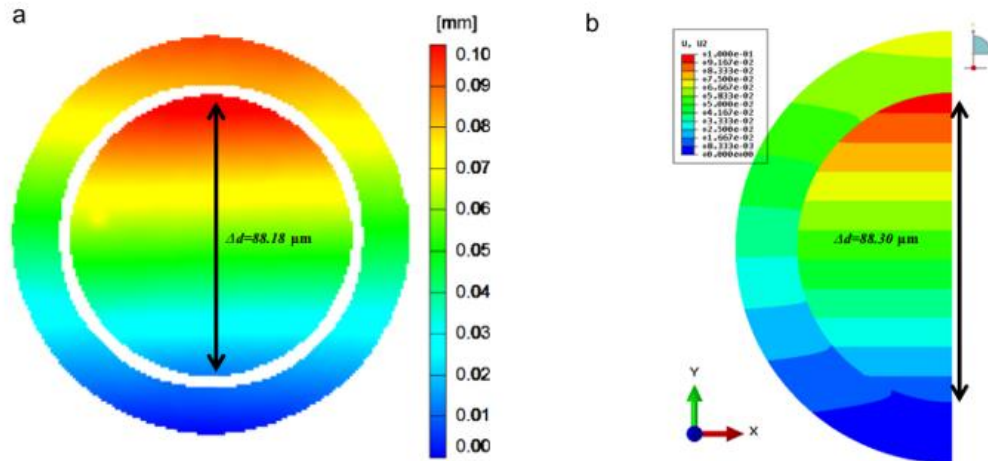 a
[mm]
0.10
0.09
0.08
0.07
0.06
0.05
0.04
0.03
0.02
0.01
0.00
Δd=88.18 µm
b
U, U2
+1.000e-01
+9.167e-02
+8.333e-02
+7.500e-02
+6.667e-02
+5.833e-02
+5.000e-02
+4.167e-02
+3.333e-02
+2.500e-02
+1.667e-02
+8.333e-03
+0.000e+00
Δd=88.30 µm
Y
X